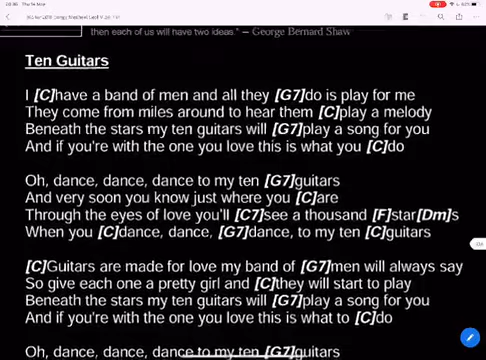 then each of us will have two ideas." ~ George Bernard Shaw
Ten Guitars
I [C]have a band of men and all they [G7]do is play for me
They come from miles around to hear them [C]play a melody
Beneath the stars my ten guitars will [G7]play a song for you
And if you're with the one you love this is what you [C]do
Oh, dance, dance, dance to my ten [G7]guitars
And very soon you know just where you [C]are
Through the eyes of love you'll [C7]see a thousand [F]star[Dm]s
When you [C]dance, dance, [G7]dance, to my ten [C]guitars
[C]Guitars are made for love my band of [G7]men will always say
So give each one a pretty girl and [C]they will start to play
Beneath the stars my ten guitars will [G7]play a song for you
And if you're with the one you love this is what to [C]do
Oh, dance, dance, dance to my ten [G7]guitars